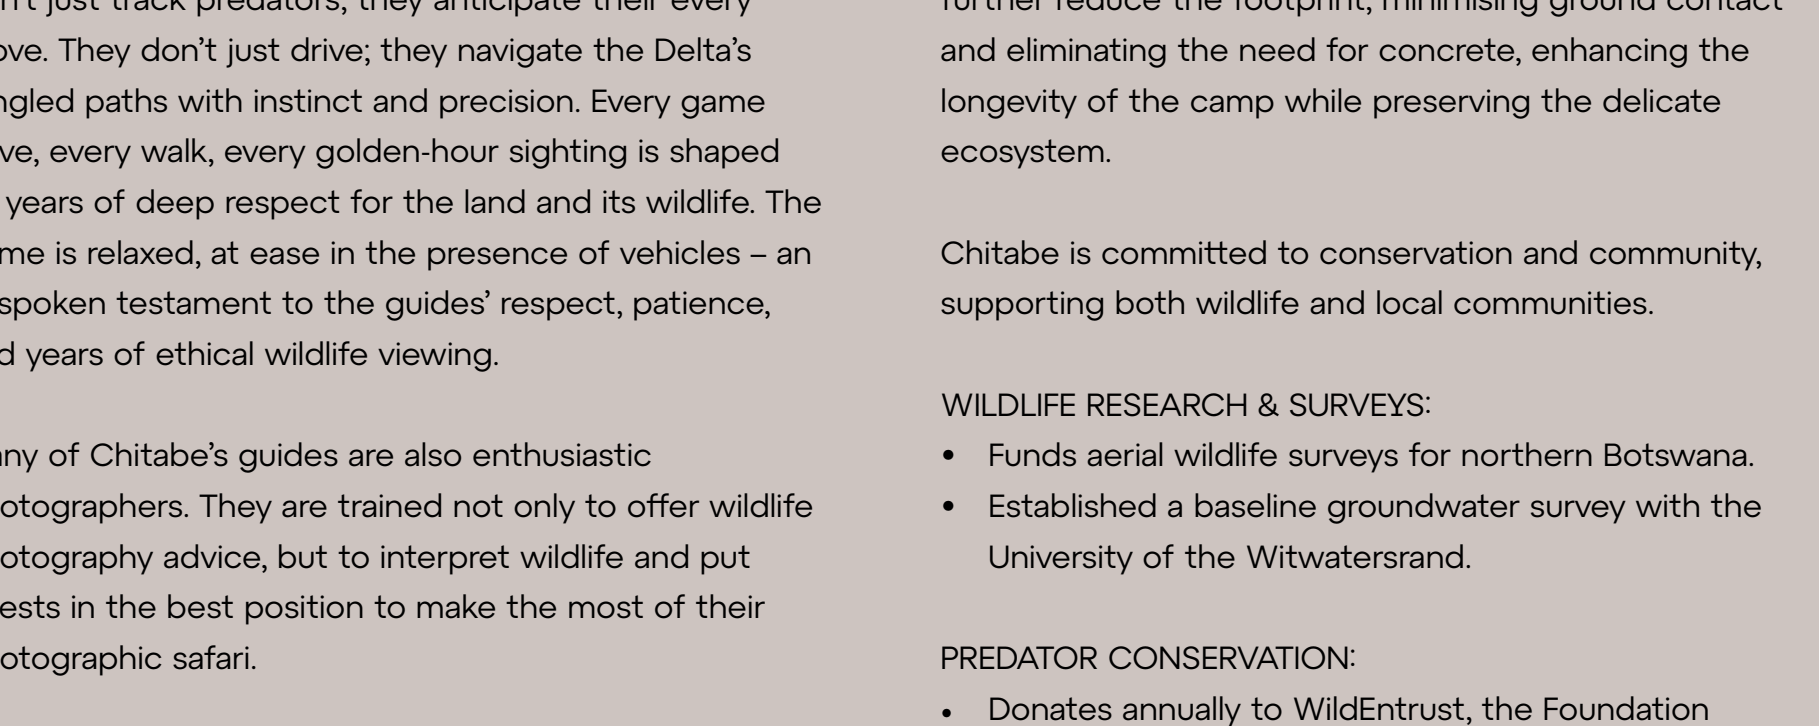 n't just track predators, they anticipate their every
ove. They don’t just drive; they navigate the Delta’s
ngled paths with instinct and precision. Every game
ve, every walk, every golden-hour sighting is shaped
years of deep respect for the land and its wildlife. The
me is relaxed, at ease in the presence of vehicles – an
spoken testament to the guides’ respect, patience,
d years of ethical wildlife viewing.
any of Chitabe’s guides are also enthusiastic
otographers. They are trained not only to offer wildlife
otography advice, but to interpret wildlife and put
ests in the best position to make the most of their
otographic safari.
further reduce the footprint, minimising ground contact
and eliminating the need for concrete, enhancing the
longevity of the camp while preserving the delicate
ecosystem.
Chitabe is committed to conservation and community,
supporting both wildlife and local communities.
WILDLIFE RESEARCH & SURVEYS:
• Funds aerial wildlife surveys for northern Botswana.
• Established a baseline groundwater survey with the
University of the Witwatersrand.
PREDATOR CONSERVATION:
• Donates annually to WildEntrust, the Foundation